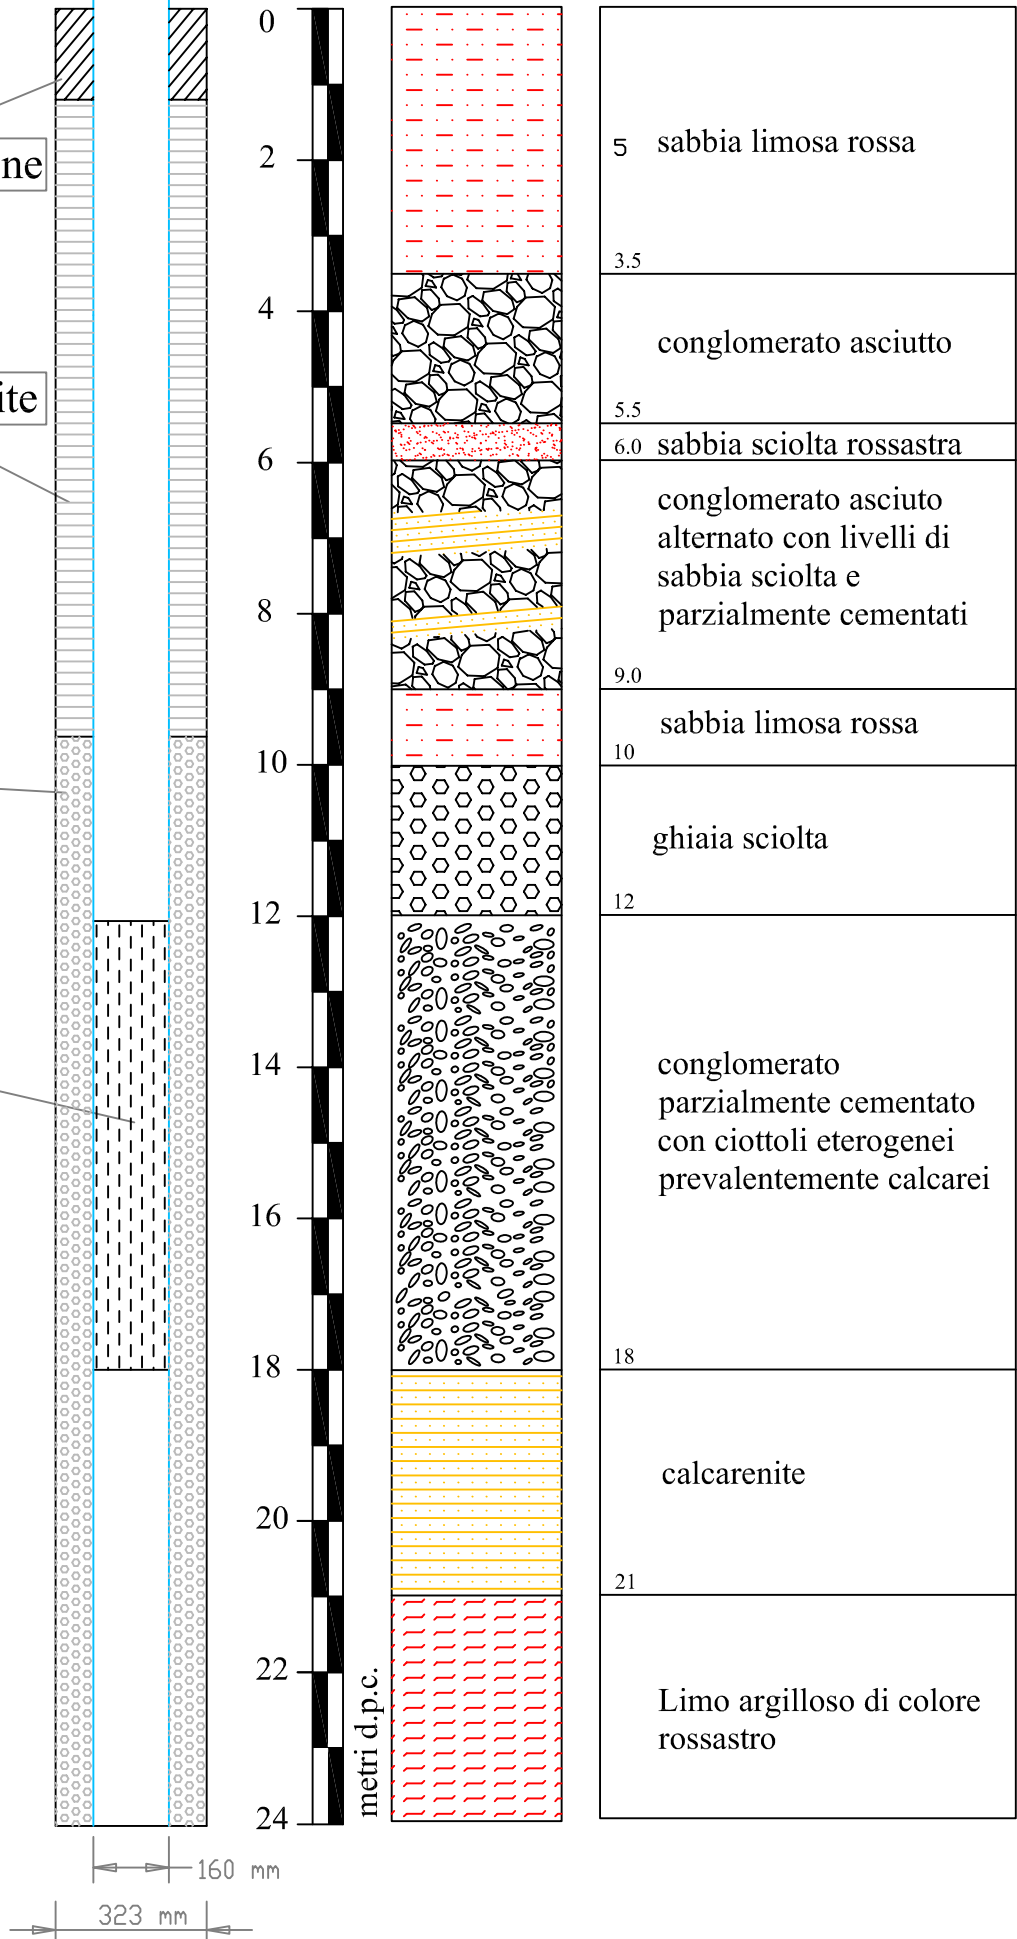 0
2
4
6
8
10
12
14
16
18
20
22
24
metri d.p.c.
ne
ite
5 sabbia limosa rossa
3.5
conglomerato asciutto
5.5
6.0 sabbia sciolta rossastra
conglomerato asciuto
alternato con livelli di
sabbia sciolta e
parzialmente cementati
9.0
sabbia limosa rossa
10
ghiaia sciolta
12
conglomerato
parzialmente cementato
con ciottoli eterogenei
prevalentemente calcarei
18
calcarenite
21
Limo argilloso di colore
rossastro
160 mm
323 mm